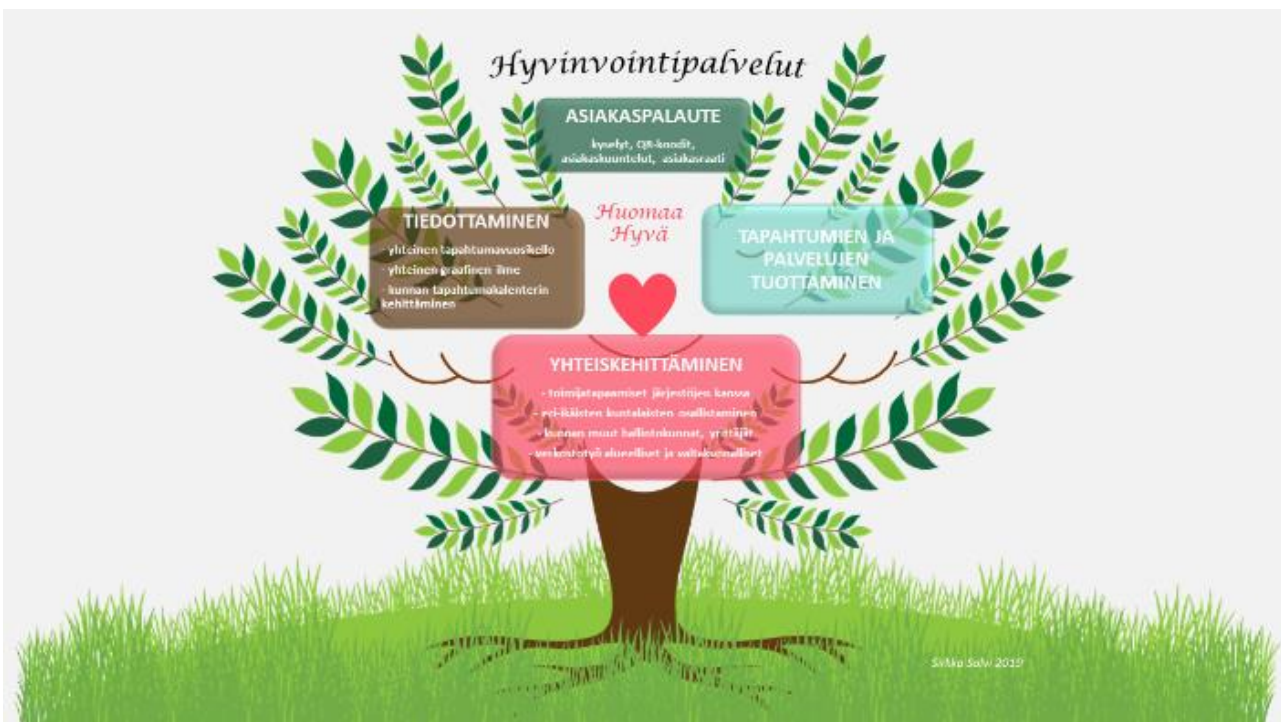 Hyvinvointipalvelut
ASIAKASPALAUTE
kyselyt, QR-koodit,
asiakaskuuntelut, asiakasraati
TIEDOTTAMINEN
- yhteinen tapahtumavuosikello
- yhteinen graafinen ilme
- kunnan tapahtumakalenterin
kehittäminen
Huomaa
Hyvä
TAPAHTUMIEN JA
PALVELUJEN
TUOTTAMINEN
YHTEISKEHITTÄMINEN
- toimijatapaamiset järjestöjen kanssa
- eri-ikäisten kuntalaisten osallistaminen
- kunnan muut hallintokunnat, yrittäjät
- verkostotyö alueelliset ja valtakunnalliset
Sirkka Salvi 2019